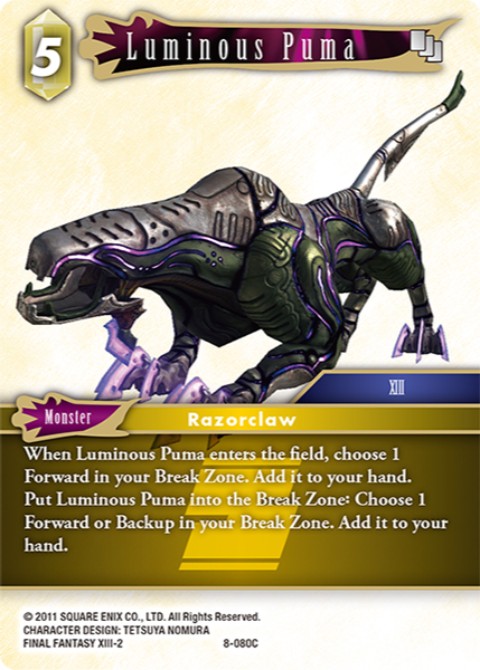 5
Luminous Puma
XIII
Monster
Razorclaw
When Luminous Puma enters the field, choose 1
Forward in your Break Zone. Add it to your hand.
Put Luminous Puma into the Break Zone: Choose 1
Forward or Backup in your Break Zone. Add it to your
hand.
© 2011 SQUARE ENIX CO., LTD. All Rights Reserved.
CHARACTER DESIGN: TETSUYA NOMURA
FINAL FANTASY XIII-2
8-080C